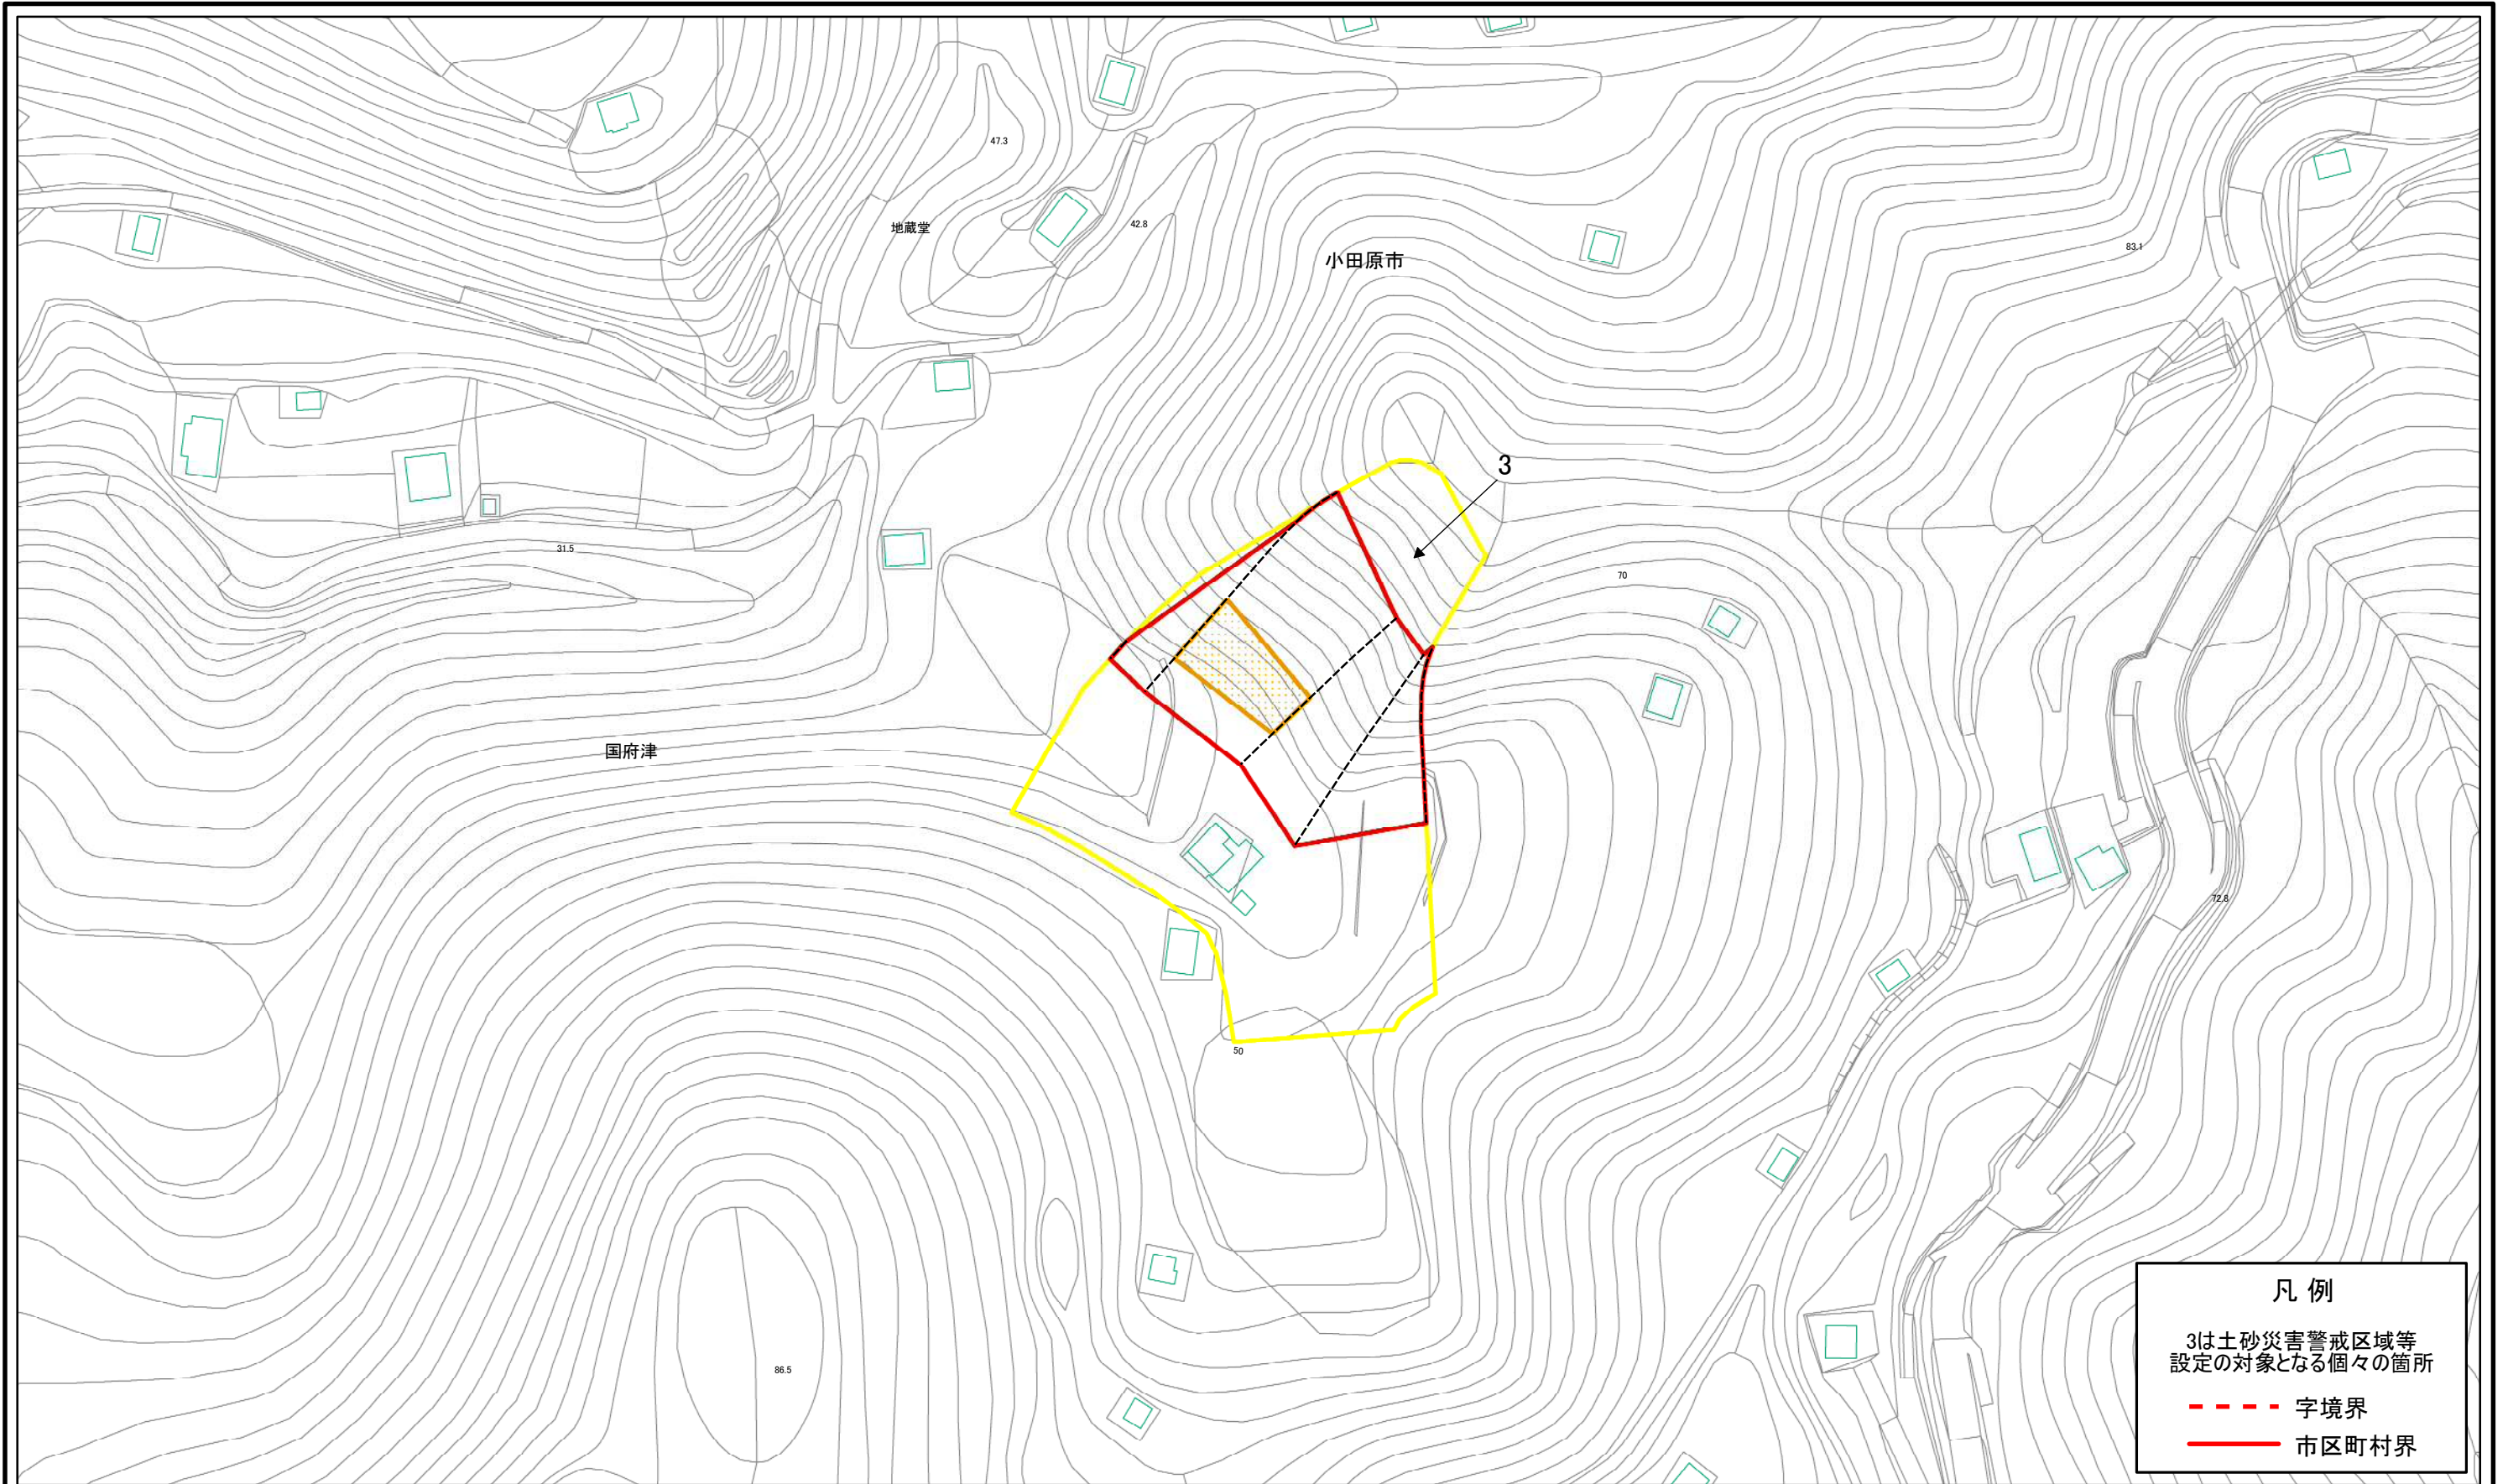 47.3
地蔵堂
42.8
小田原市
83.1
3
31.5
70
国府津
72.8
50
86.5
凡 例
3は土砂災害警戒区域等
設定の対象となる個々の箇所
字境界
市区町村界